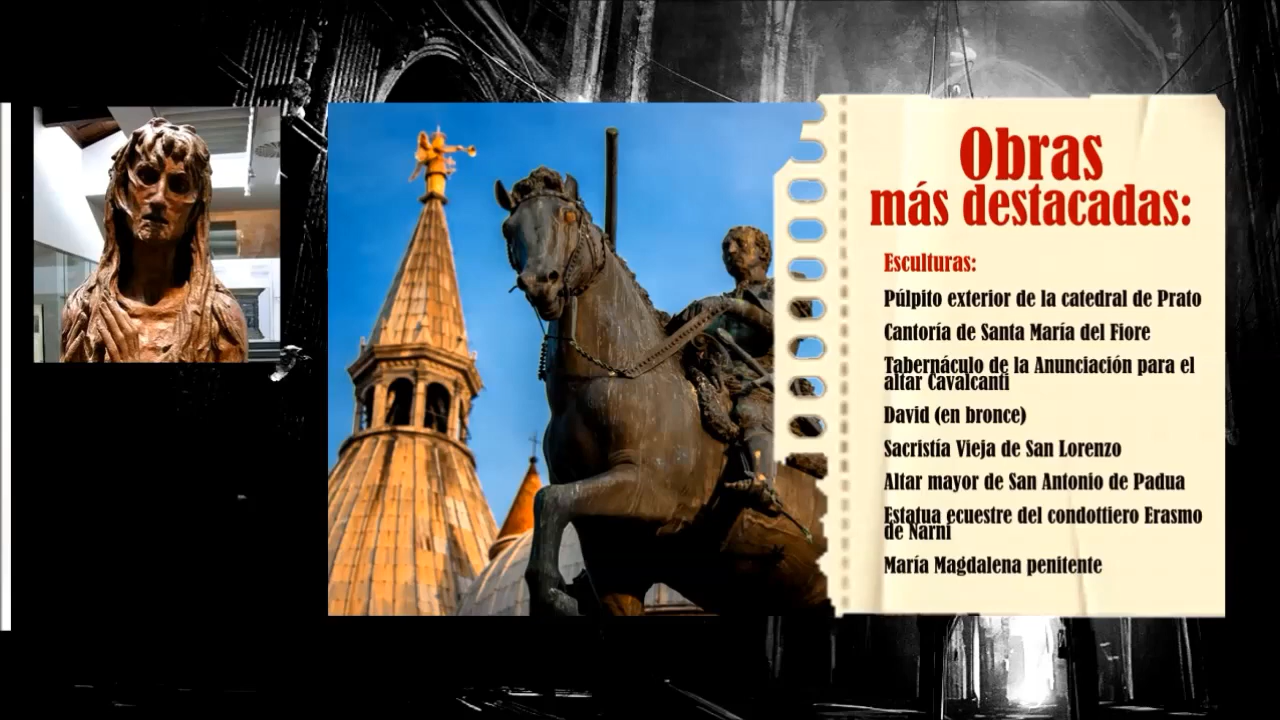 Obras
más destacadas:
Esculturas:
Púlpito exterior de la catedral de Prato
Cantoría de Santa María del Fiore
Tabernáculo de la Anunciación para el
altar Cavalcanti
David (en bronce)
Sacristía Vieja de San Lorenzo
Altar mayor de San Antonio de Padua
Estatua ecuestre del condottiero Erasmo
de Narni
María Magdalena penitente